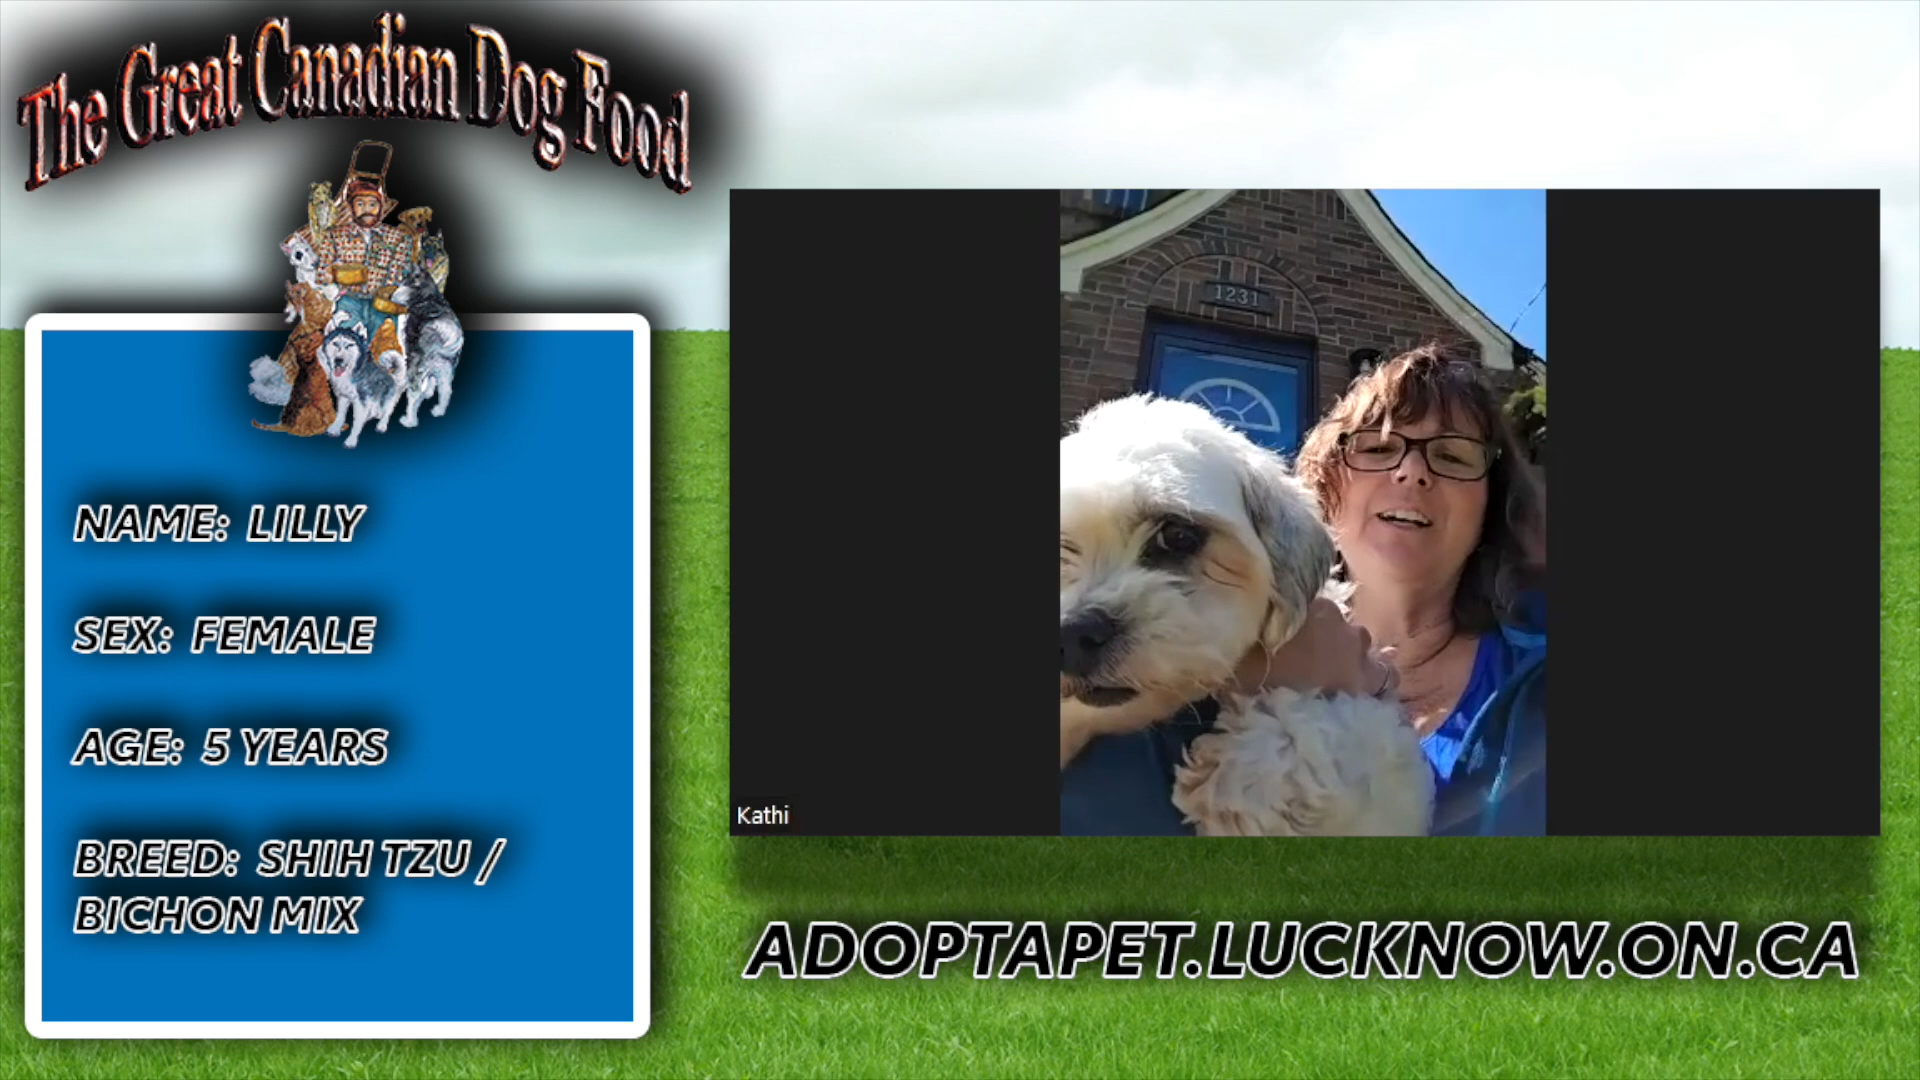 The Great Canadian Dog Food
NAME: LILLY
SEX: FEMALE
AGE: 5 YEARS
BREED: SHIH TZU /
BICHON MIX
1231
Kathi
ADOPTAPET.LUCKNOW.ON.CA